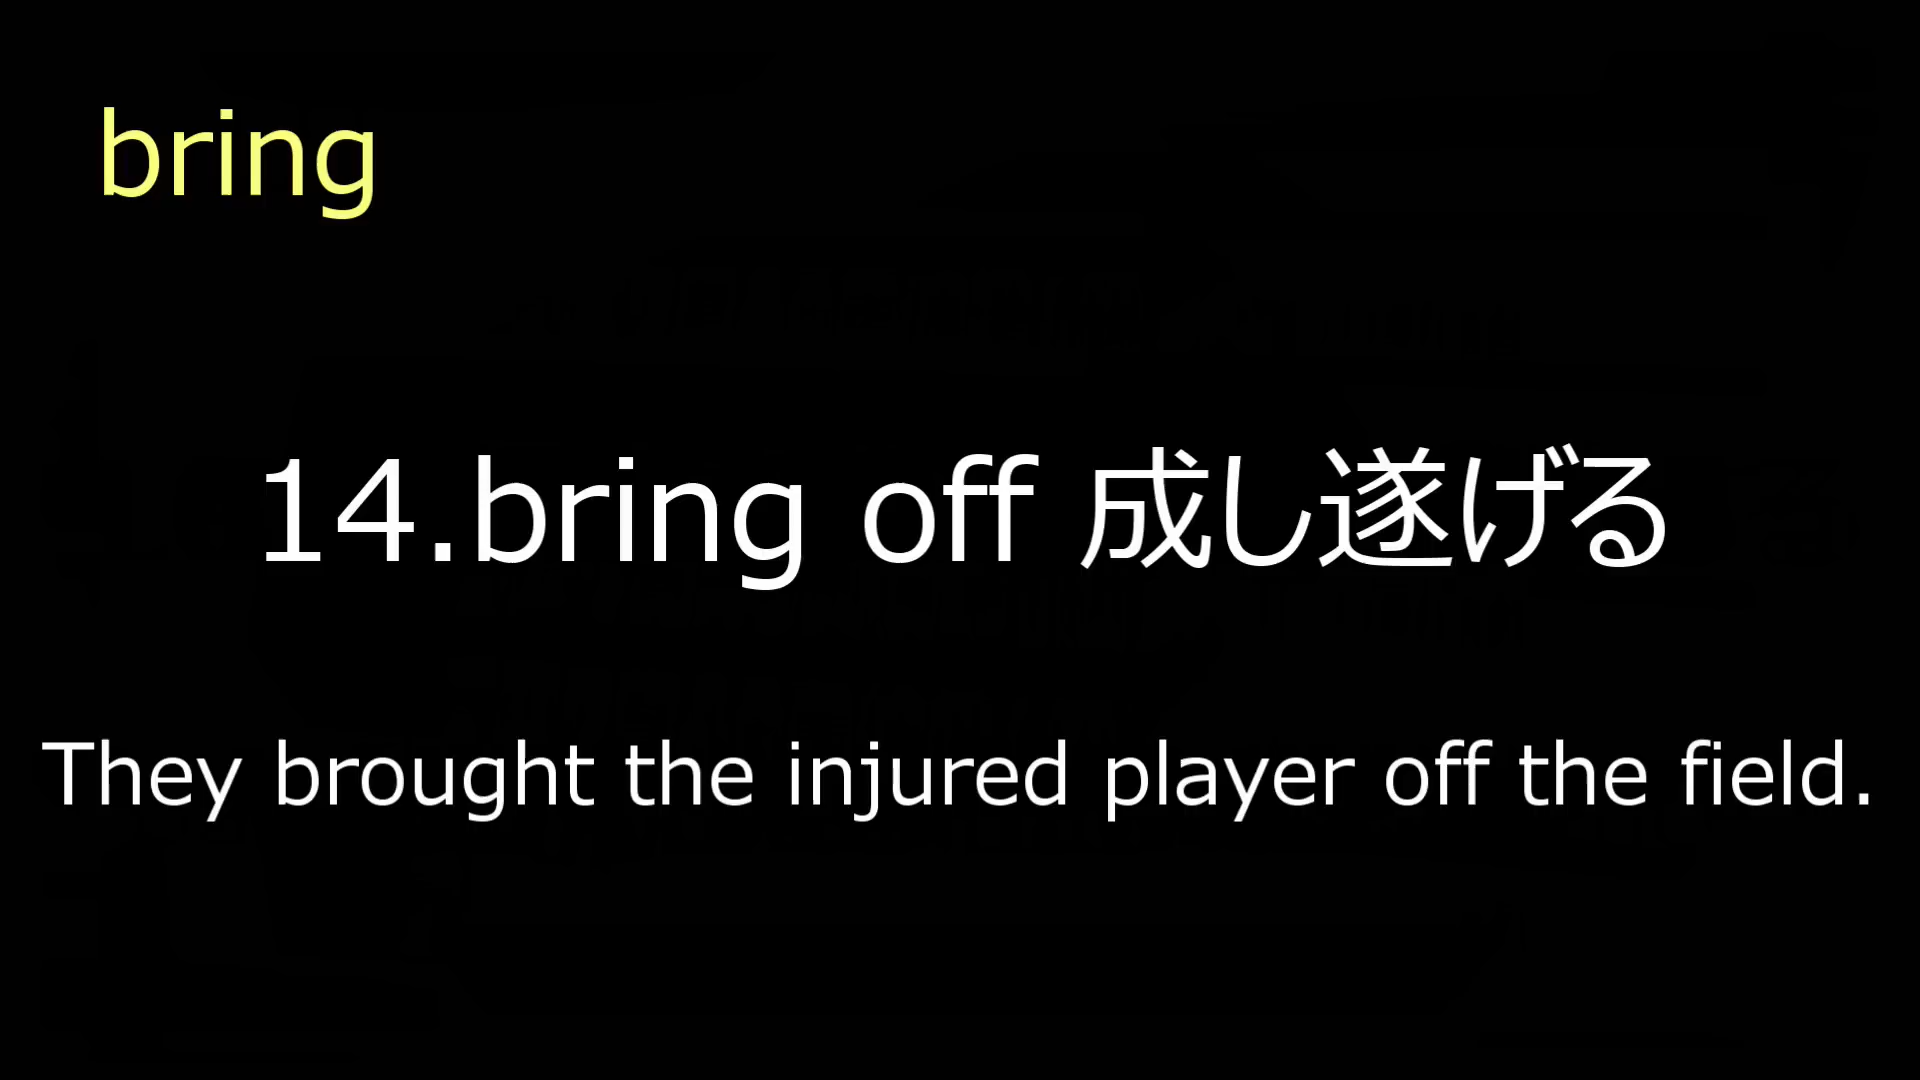 bring
14.bring off 成し遂げる
They brought the injured player off the field.